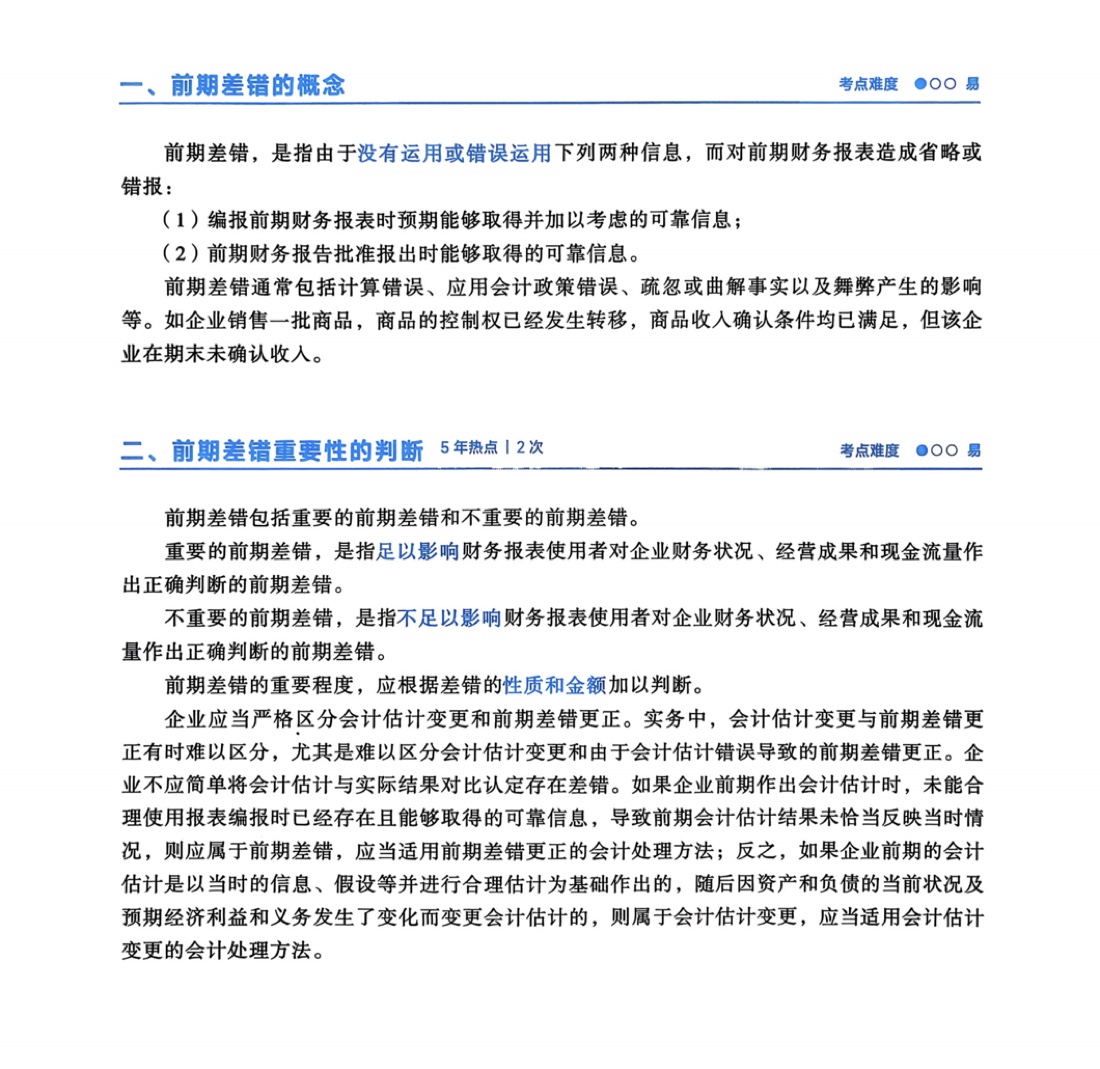 一、前期差错的概念 考点难度 ●○○ 易
前期差错，是指由于没有运用或错误运用下列两种信息，而对前期财务报表造成省略或
错报：
（1）编报前期财务报表时预期能够取得并加以考虑的可靠信息；
（2）前期财务报告批准报出时能够取得的可靠信息。
前期差错通常包括计算错误、应用会计政策错误、疏忽或曲解事实以及舞弊产生的影响
等。如企业销售一批商品，商品的控制权已经发生转移，商品收入确认条件均已满足，但该企
业在期末未确认收入。
二、前期差错重要性的判断 5年热点｜2次 考点难度 ●○○ 易
前期差错包括重要的前期差错和不重要的前期差错。
重要的前期差错，是指足以影响财务报表使用者对企业财务状况、经营成果和现金流量作
出正确判断的前期差错。
不重要的前期差错，是指不足以影响财务报表使用者对企业财务状况、经营成果和现金流
量作出正确判断的前期差错。
前期差错的重要程度，应根据差错的性质和金额加以判断。
企业应当严格区分会计估计变更和前期差错更正。实务中，会计估计变更与前期差错更
正有时难以区分，尤其是难以区分会计估计变更和由于会计估计错误导致的前期差错更正。企
业不应简单将会计估计与实际结果对比认定存在差错。如果企业前期作出会计估计时，未能合
理使用报表编报时已经存在且能够取得的可靠信息，导致前期会计估计结果未恰当反映当时情
况，则应属于前期差错，应当适用前期差错更正的会计处理方法；反之，如果企业前期的会计
估计是以当时的信息、假设等并进行合理估计为基础作出的，随后因资产和负债的当前状况及
预期经济利益和义务发生了变化而变更会计估计的，则属于会计估计变更，应当适用会计估计
变更的会计处理方法。